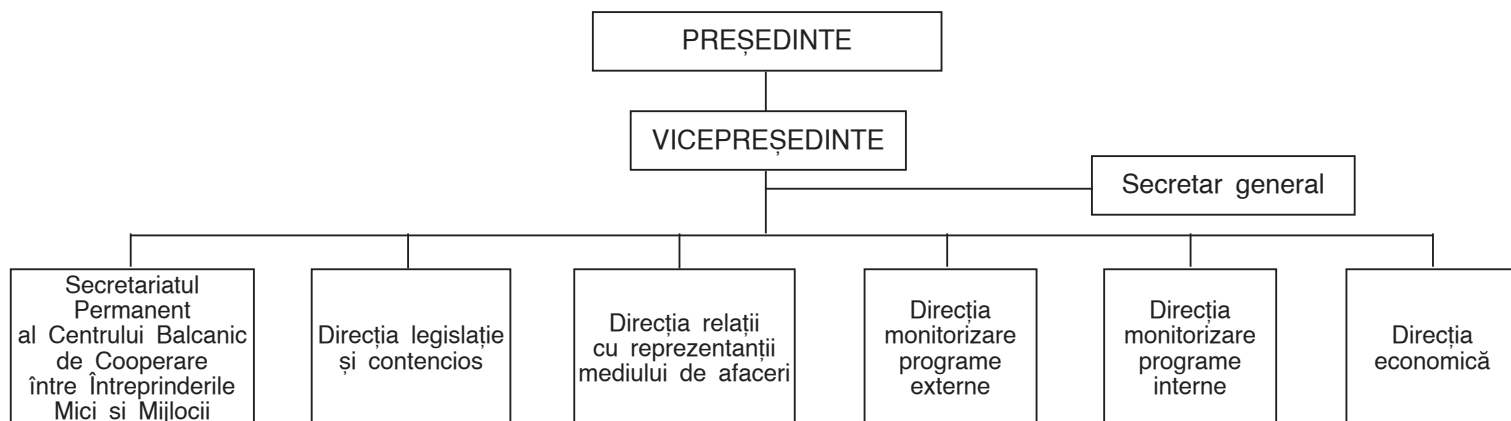 PREȘEDINTE
VICEPREȘEDINTE
Secretar general
Secretariatul
Permanent
al Centrului Balcanic
de Cooperare
între Întreprinderile
Mici si Mijlocii
Direcția legislație
și contencios
Direcția relații
cu reprezentanții
mediului de afaceri
Direcția
monitorizare
programe
externe
Direcția
monitorizare
programe
interne
Direcția
economică